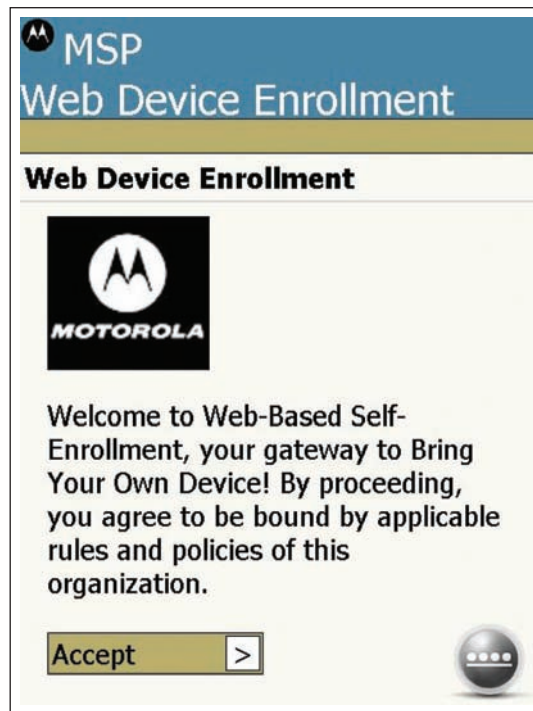 MSP
Web Device Enrollment
Web Device Enrollment
MOTOROLA
Welcome to Web-Based Self-
Enrollment, your gateway to Bring
Your Own Device! By proceeding,
you agree to be bound by applicable
rules and policies of this
organization.
Accept >